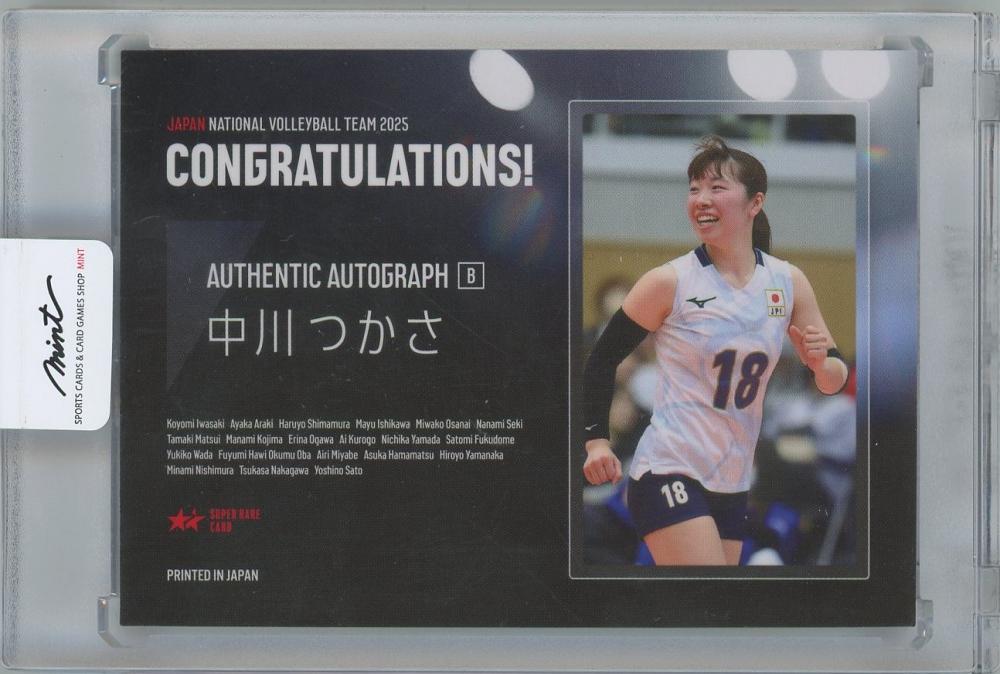 JAPAN NATIONAL VOLLEYBALL TEAM 2025
CONGRATULATIONS!
AUTHENTIC AUTOGRAPH B
中川つかさ
Koyomi Iwasaki Ayaka Araki Haruyo Shimamura Mayu Ishikawa Miwako Osanai Nanami Seki
Tamaki Matsui Manami Kojima Erina Ogawa Ai Kurogo Nichika Yamada Satomi Fukudome
Yukiko Wada Fuyumi Hawi Okumu Oba Airi Miyabe Asuka Hamamatsu Hiroyo Yamanaka
Minami Nishimura Tsukasa Nakagawa Yoshino Sato
SUPER RARE
CARD
PRINTED IN JAPAN
mint
SPORTS CARDS & CARD GAMES SHOP MINT
JPN
18
18